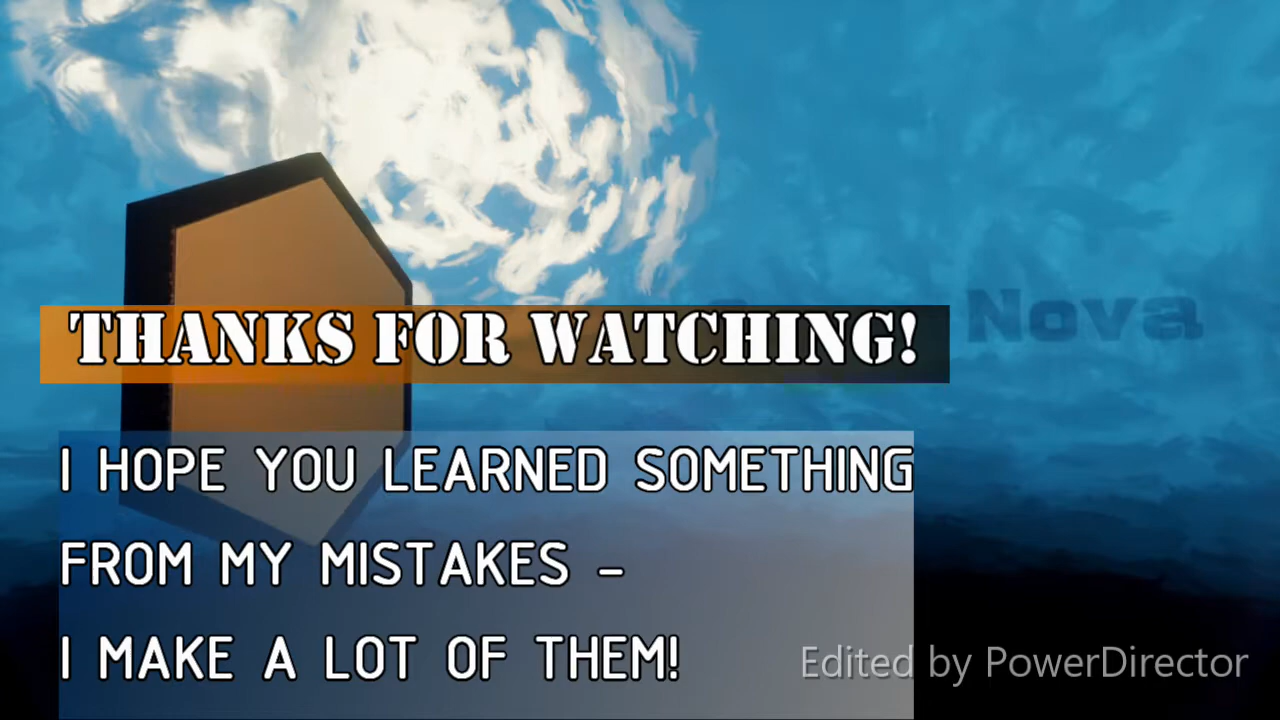 Nova
THANKS FOR WATCHING!
I HOPE YOU LEARNED SOMETHING
FROM MY MISTAKES -
I MAKE A LOT OF THEM!
Edited by PowerDirector